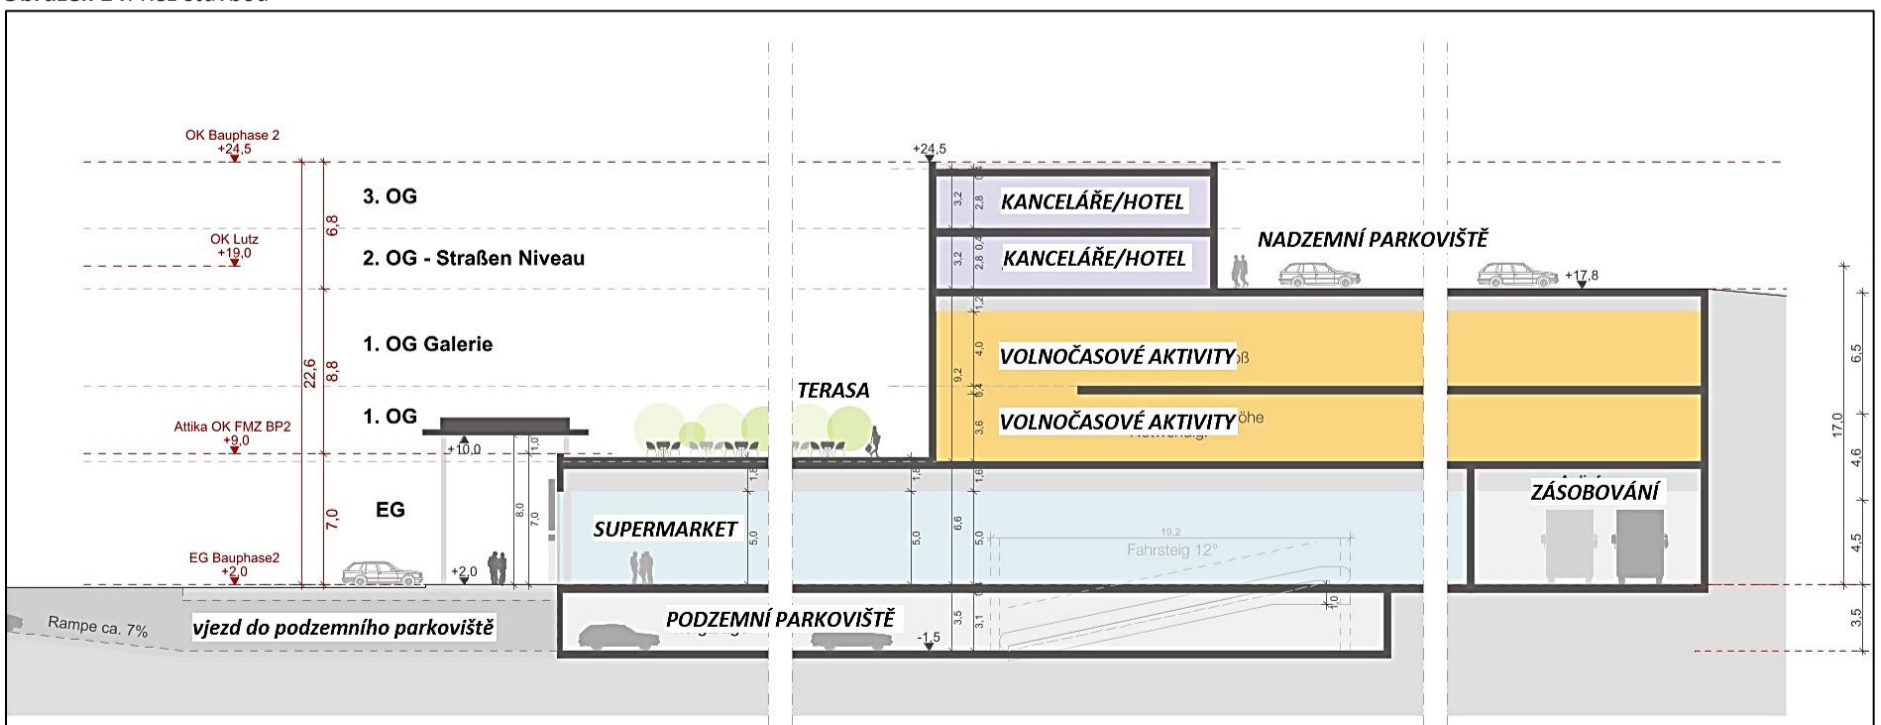 OK Bauphase 2
+24,5
+24,5
3. OG
6,8
3,2
2,8
0,4
KANCELÁŘE/HOTEL
OK Lutz
+19,0
NADZEMNÍ PARKOVIŠTĚ
2. OG - Straßen Niveau
3,2
2,8
0,4
KANCELÁŘE/HOTEL
+17,8
1,2
1. OG Galerie
22,6
8,8
9,2
4,0
VOLNOČASOVÉ AKTIVITY
6,5
17,0
TERASA
0,4
1. OG
Attika OK FMZ BP2
+9,0
+10,0
1,0
3,6
VOLNOČASOVÉ AKTIVITY
öhe
4,6
1,6
1,6
1,6
ZÁSOBOVÁNÍ
EG
7,0
8,0
7,0
SUPERMARKET
5,0
5,0
6,6
5,0
19,2
Fahrsteig 12°
4,5
EG Bauphase2
+2,0
+2,0
Rampe ca. 7%
vjezd do podzemního parkoviště
PODZEMNÍ PARKOVIŠTĚ
-1,5
3,5
3,1
1,0
3,5